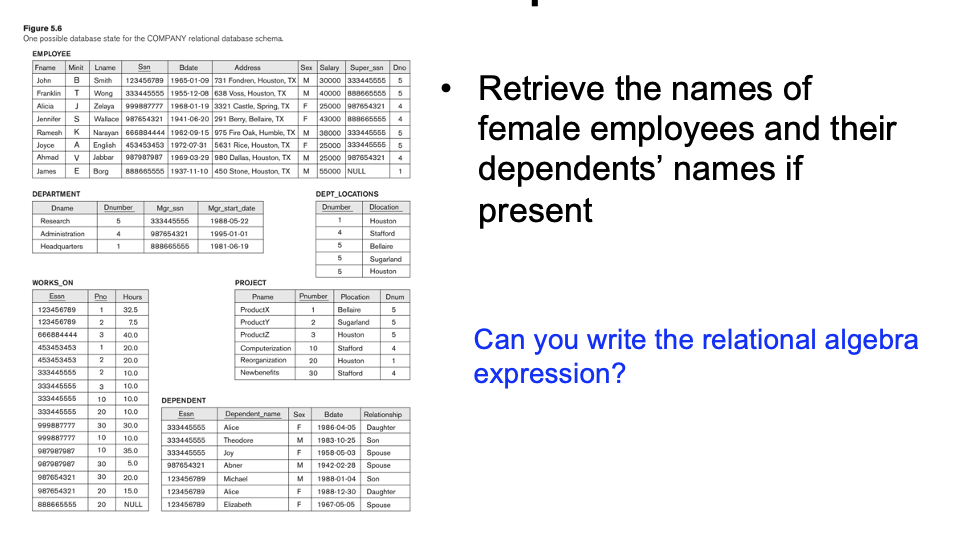 Figure 5.6
One possible database state for the COMPANY relational database schema.
EMPLOYEE
Fname Minit Lname Ssn Bdate Address Sex Salary Super_ssn Dno
John B Smith 123456789 1965-01-09 731 Fondren, Houston, TX M 30000 333445555 5
Franklin T Wong 333445555 1955-12-08 638 Voss, Houston, TX M 40000 888665555 5
Alicia J Zelaya 999887777 1968-01-19 3321 Castle, Spring, TX F 25000 987654321 4
Jennifer S Wallace 987654321 1941-06-20 291 Berry, Bellaire, TX F 43000 888665555 4
Ramesh K Narayan 666884444 1962-09-15 975 Fire Oak, Humble, TX M 38000 333445555 5
Joyce A English 453453453 1972-07-31 5631 Rice, Houston, TX F 25000 333445555 5
Ahmad V Jabbar 987987987 1969-03-29 980 Dallas, Houston, TX M 25000 987654321 4
James E Borg 888665555 1937-11-10 450 Stone, Houston, TX M 55000 NULL 1
DEPARTMENT
Dname Dnumber Mgr_ssn Mgr_start_date
Research 5 333445555 1988-05-22
Administration 4 987654321 1995-01-01
Headquarters 1 888665555 1981-06-19
DEPT_LOCATIONS
Dnumber Dlocation
1 Houston
4 Stafford
5 Bellaire
5 Sugarland
5 Houston
WORKS_ON
Essn Pno Hours
123456789 1 32.5
123456789 2 7.5
666884444 3 40.0
453453453 1 20.0
453453453 2 20.0
333445555 2 10.0
333445555 3 10.0
333445555 10 10.0
333445555 20 10.0
999887777 30 30.0
999887777 10 10.0
987987987 10 35.0
987987987 30 5.0
987654321 30 20.0
987654321 20 15.0
888665555 20 NULL
PROJECT
Pname Pnumber Plocation Dnum
ProductX 1 Bellaire 5
ProductY 2 Sugarland 5
ProductZ 3 Houston 5
Computerization 10 Stafford 4
Reorganization 20 Houston 1
Newbenefits 30 Stafford 4
DEPENDENT
Essn Dependent_name Sex Bdate Relationship
333445555 Alice F 1986-04-05 Daughter
333445555 Theodore M 1983-10-25 Son
333445555 Joy F 1958-05-03 Spouse
987654321 Abner M 1942-02-28 Spouse
123456789 Michael M 1988-01-04 Son
123456789 Alice F 1988-12-30 Daughter
123456789 Elizabeth F 1967-05-05 Spouse
• Retrieve the names of
female employees and their
dependents’ names if
present
Can you write the relational algebra
expression?